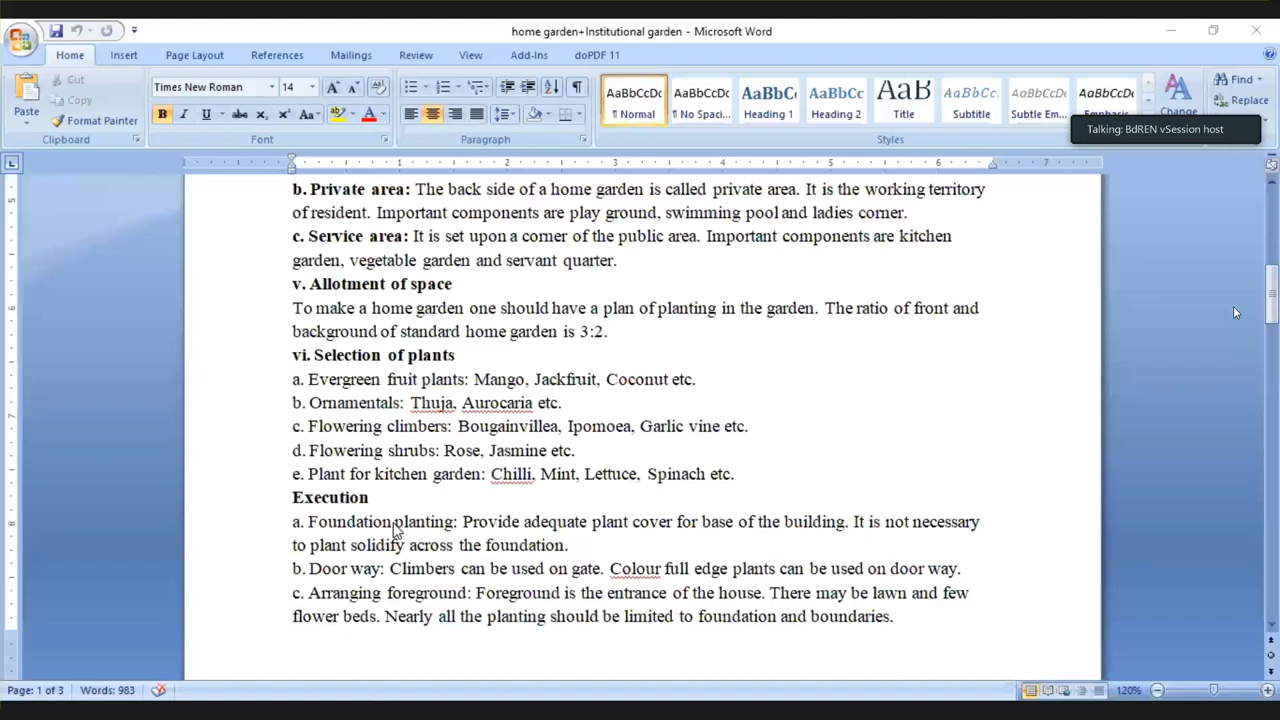 home garden+Institutional garden - Microsoft Word
Home Insert Page Layout References Mailings Review View Add-Ins doPDF 11
Paste
Cut
Copy
Format Painter
Times New Roman 14
AaBbCcDc AaBbCcDc AaBbC AaBbCc AaB AaBbCc. AaBbCcDc AaBbCcDc
¶ Normal ¶ No Spaci... Heading 1 Heading 2 Title Subtitle Subtle Em... Emphasis
Change
Find
Replace
Clipboard Font Paragraph Styles
Talking: BdREN vSession host
b. Private area: The back side of a home garden is called private area. It is the working territory
of resident. Important components are play ground, swimming pool and ladies corner.
c. Service area: It is set upon a corner of the public area. Important components are kitchen
garden, vegetable garden and servant quarter.
v. Allotment of space
To make a home garden one should have a plan of planting in the garden. The ratio of front and
background of standard home garden is 3:2.
vi. Selection of plants
a. Evergreen fruit plants: Mango, Jackfruit, Coconut etc.
b. Ornamentals: Thuja, Aurocaria etc.
c. Flowering climbers: Bougainvillea, Ipomoea, Garlic vine etc.
d. Flowering shrubs: Rose, Jasmine etc.
e. Plant for kitchen garden: Chilli, Mint, Lettuce, Spinach etc.
Execution
a. Foundation planting: Provide adequate plant cover for base of the building. It is not necessary
to plant solidify across the foundation.
b. Door way: Climbers can be used on gate. Colour full edge plants can be used on door way.
c. Arranging foreground: Foreground is the entrance of the house. There may be lawn and few
flower beds. Nearly all the planting should be limited to foundation and boundaries.
Page: 1 of 3 Words: 983 120%